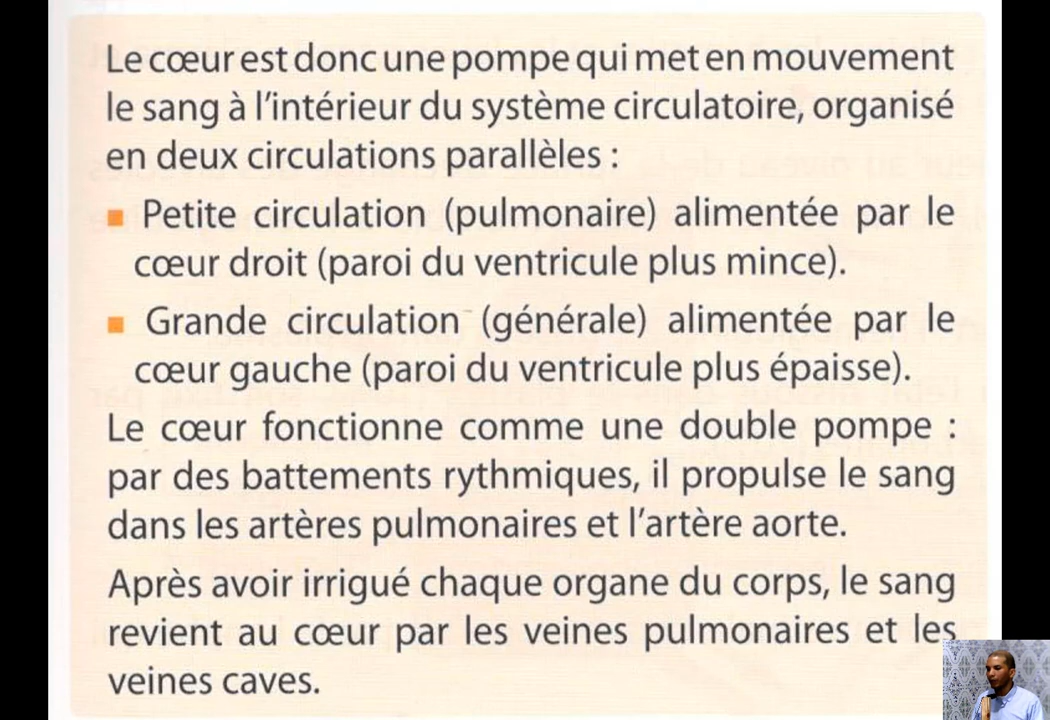 Le cœur est donc une pompe qui met en mouvement
le sang à l'intérieur du système circulatoire, organisé
en deux circulations parallèles :
Petite circulation (pulmonaire) alimentée par le
cœur droit (paroi du ventricule plus mince).
Grande circulation (générale) alimentée par le
cœur gauche (paroi du ventricule plus épaisse).
Le cœur fonctionne comme une double pompe :
par des battements rythmiques, il propulse le sang
dans les artères pulmonaires et l'artère aorte.
Après avoir irrigué chaque organe du corps, le sang
revient au cœur par les veines pulmonaires et les
veines caves.